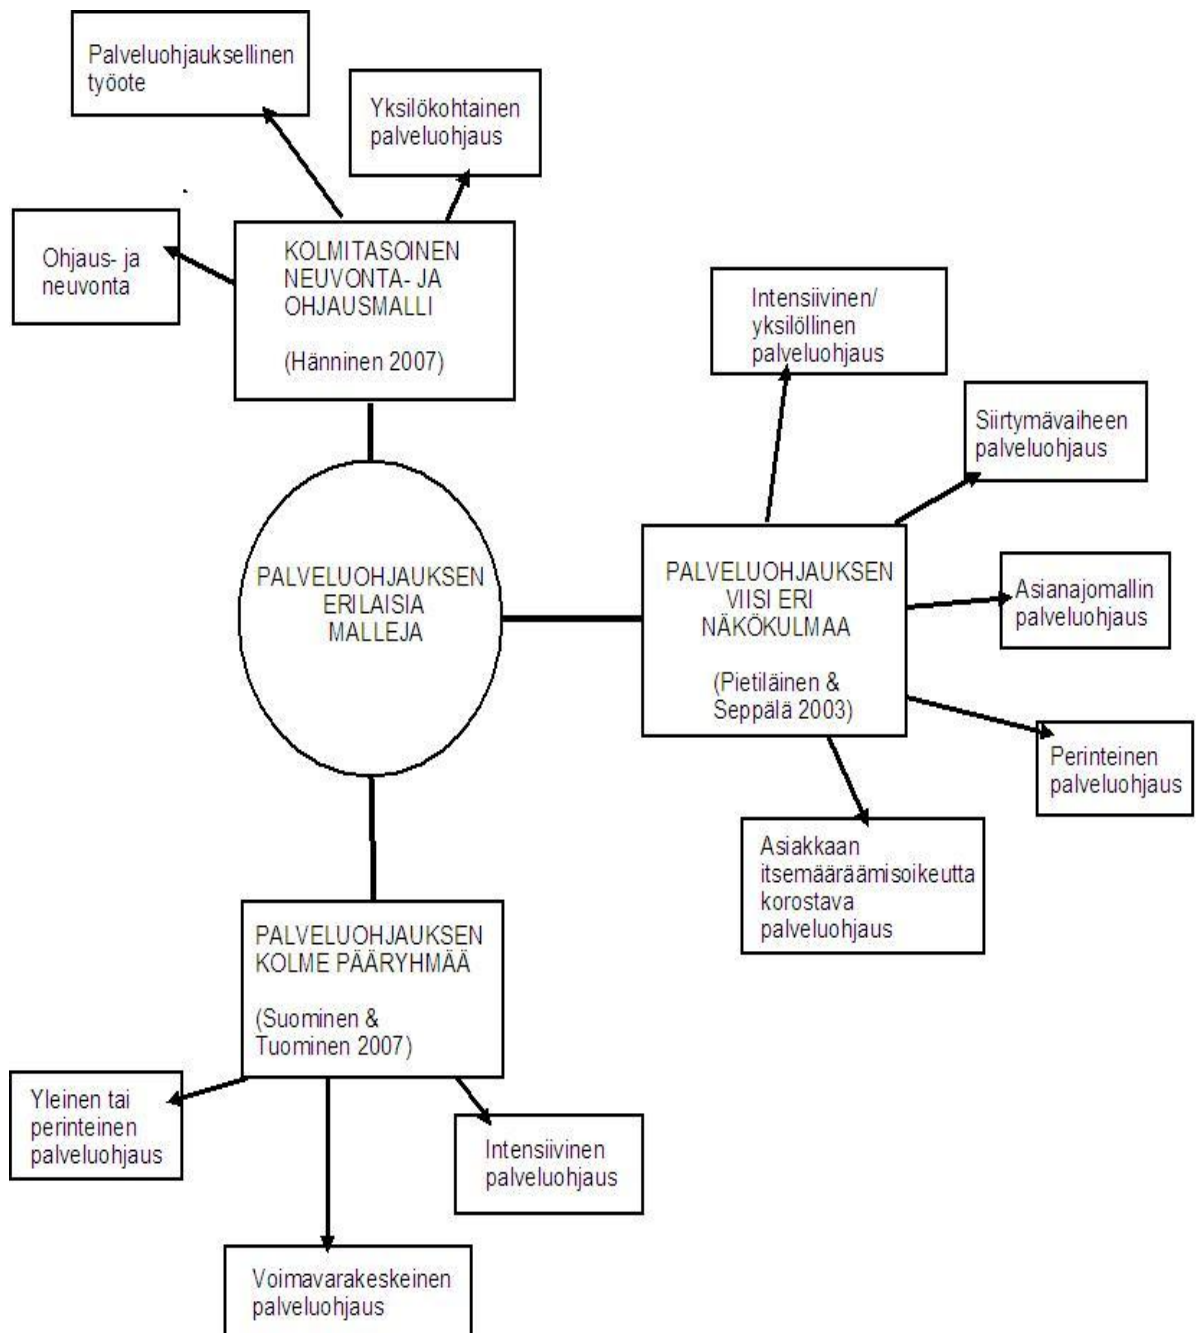 Palveluohjauksellinen
työote
Yksilökohtainen
palveluohjaus
Ohjaus- ja
neuvonta
KOLMITASOINEN
NEUVONTA- JA
OHJAUSMALLI
(Hänninen 2007)
Intensiivinen/
yksilöllinen
palveluohjaus
Siirtymävaiheen
palveluohjaus
PALVELUOHJAUKSEN
ERILAISIA
MALLEJA
PALVELUOHJAUKSEN
VIISI ERI
NÄKÖKULMAA
(Pietiläinen &
Seppälä 2003)
Asianajomallin
palveluohjaus
Perinteinen
palveluohjaus
Asiakkaan
itsemääräämisoikeutta
korostava
palveluohjaus
PALVELUOHJAUKSEN
KOLME PÄÄRYHMÄÄ
(Suominen &
Tuominen 2007)
Yleinen tai
perinteinen
palveluohjaus
Intensiivinen
palveluohjaus
Voimavarakeskeinen
palveluohjaus